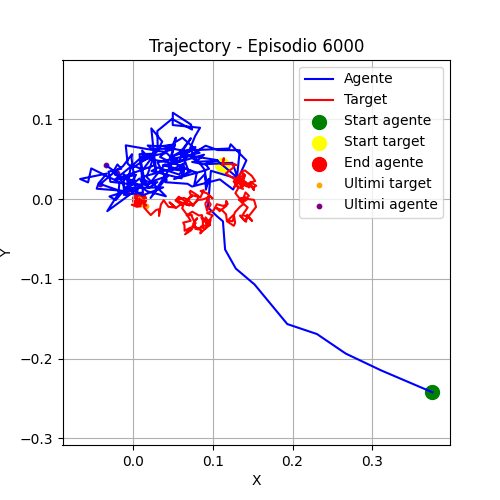 Trajectory - Episodio 6000
Agente
Target
Start agente
Start target
End agente
Ultimi target
Ultimi agente
0.1
0.0
−0.1
−0.2
−0.3
Y
0.0 0.1 0.2 0.3
X